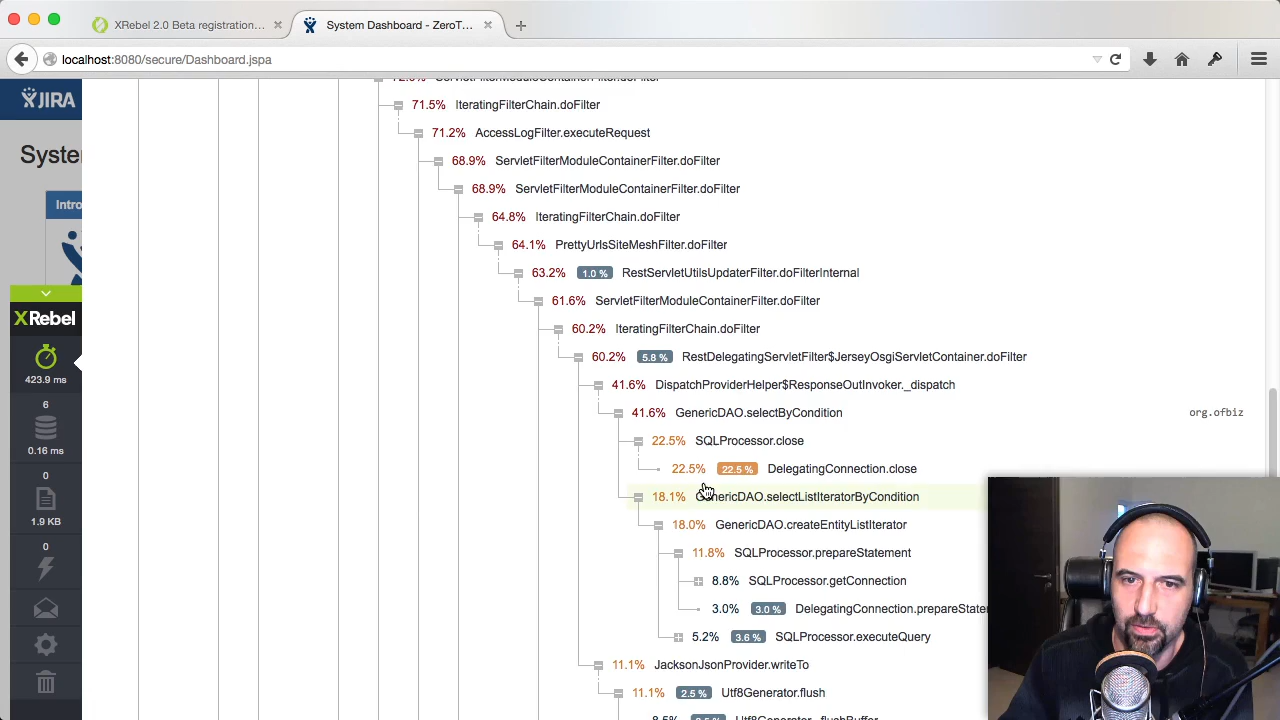 XRebel 2.0 Beta registration...
System Dashboard - ZeroT...
localhost:8080/secure/Dashboard.jspa
JIRA
Syste
Intro
XRebel
423.9 ms
6
0.16 ms
0
1.9 KB
0
ServletFilterModuleContainerFilter.doFilter
71.5% IteratingFilterChain.doFilter
71.2% AccessLogFilter.executeRequest
68.9% ServletFilterModuleContainerFilter.doFilter
68.9% ServletFilterModuleContainerFilter.doFilter
64.8% IteratingFilterChain.doFilter
64.1% PrettyUrlsSiteMeshFilter.doFilter
63.2% 1.0 % RestServletUtilsUpdaterFilter.doFilterInternal
61.6% ServletFilterModuleContainerFilter.doFilter
60.2% IteratingFilterChain.doFilter
60.2% 5.8 % RestDelegatingServletFilter$JerseyOsgiServletContainer.doFilter
41.6% DispatchProviderHelper$ResponseOutInvoker._dispatch
41.6% GenericDAO.selectByCondition org.ofbiz
22.5% SQLProcessor.close
22.5% 22.5 % DelegatingConnection.close
18.1% GenericDAO.selectListIteratorByCondition
18.0% GenericDAO.createEntityListIterator
11.8% SQLProcessor.prepareStatement
8.8% SQLProcessor.getConnection
3.0% 3.0 % DelegatingConnection.prepareStater
5.2% 3.6 % SQLProcessor.executeQuery
11.1% JacksonJsonProvider.writeTo
11.1% 2.5 % Utf8Generator.flush
8.5% Utf8Generator._flushBuffer